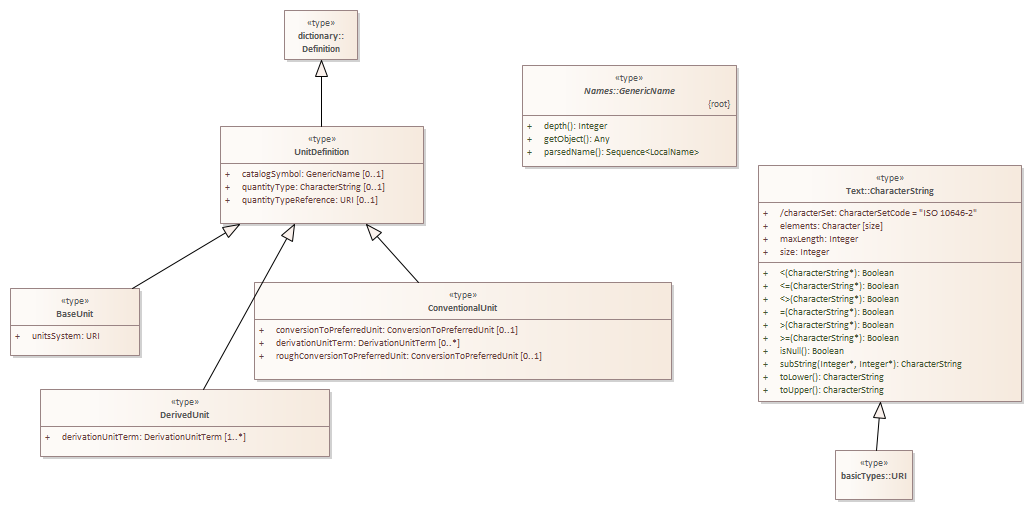 «type»
dictionary::
Definition
«type»
Names::GenericName
{root}
+ depth(): Integer
+ getObject(): Any
+ parsedName(): Sequence<LocalName>
«type»
UnitDefinition
+ catalogSymbol: GenericName [0..1]
+ quantityType: CharacterString [0..1]
+ quantityTypeReference: URI [0..1]
«type»
Text::CharacterString
+ /characterSet: CharacterSetCode = "ISO 10646-2"
+ elements: Character [size]
+ maxLength: Integer
+ size: Integer
+ <(CharacterString*): Boolean
+ <=(CharacterString*): Boolean
+ <>(CharacterString*): Boolean
+ =(CharacterString*): Boolean
+ >(CharacterString*): Boolean
+ >=(CharacterString*): Boolean
+ isNull(): Boolean
+ subString(Integer*, Integer*): CharacterString
+ toLower(): CharacterString
+ toUpper(): CharacterString
«type»
BaseUnit
+ unitsSystem: URI
«type»
ConventionalUnit
+ conversionToPreferredUnit: ConversionToPreferredUnit [0..1]
+ derivationUnitTerm: DerivationUnitTerm [0..*]
+ roughConversionToPreferredUnit: ConversionToPreferredUnit [0..1]
«type»
DerivedUnit
+ derivationUnitTerm: DerivationUnitTerm [1..*]
«type»
basicTypes::URI